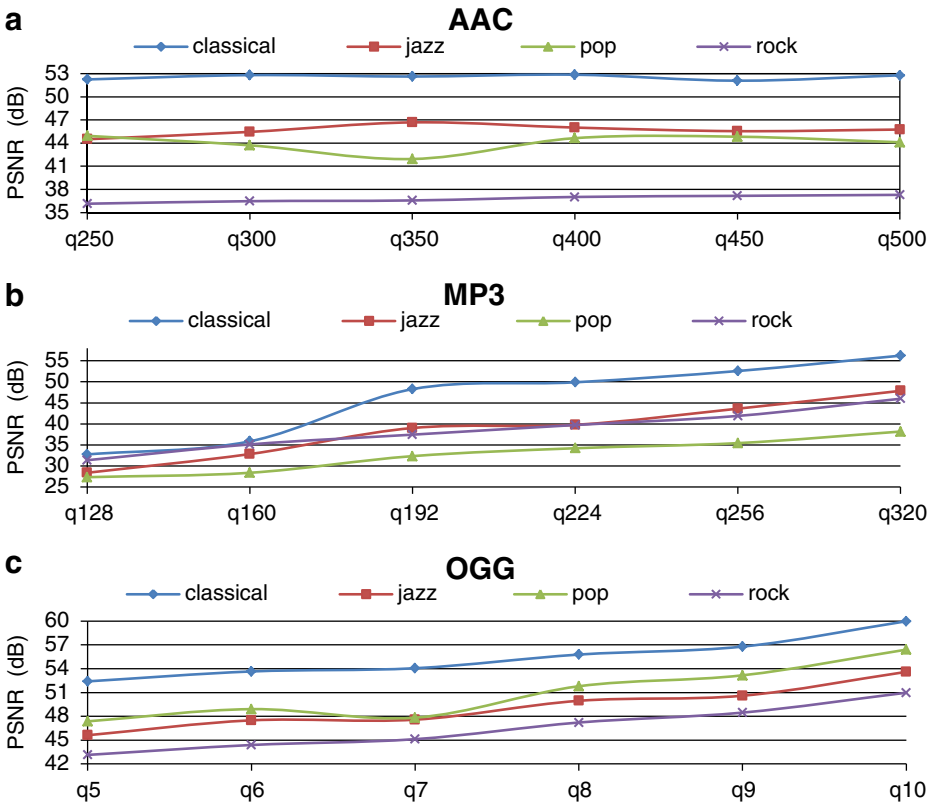 a
AAC
classical jazz pop rock
PSNR (dB)
53
50
47
44
41
38
35
q250 q300 q350 q400 q450 q500
b
MP3
classical jazz pop rock
PSNR (dB)
55
50
45
40
35
30
25
q128 q160 q192 q224 q256 q320
c
OGG
classical jazz pop rock
PSNR (dB)
60
57
54
51
48
45
42
q5 q6 q7 q8 q9 q10